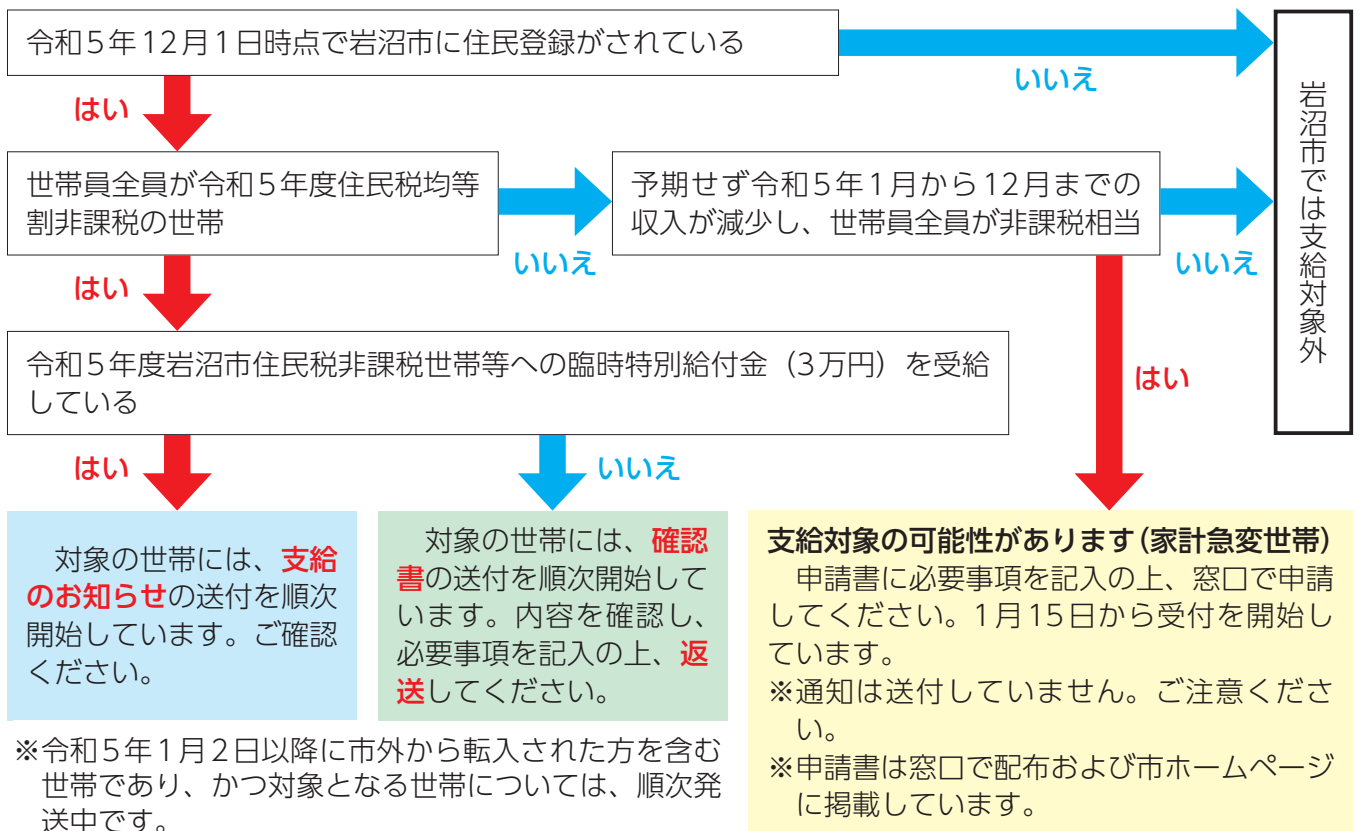 令和5年12月1日時点で岩沼市に住民登録がされている
いいえ
はい
岩沼市では支給対象外
世帯員全員が令和5年度住民税均等
割非課税の世帯
いいえ
予期せず令和5年1月から12月までの
収入が減少し、世帯員全員が非課税相当
いいえ
はい
はい
令和5年度岩沼市住民税非課税世帯等への臨時特別給付金（3万円）を受給
している
はい
いいえ
対象の世帯には、支給
のお知らせの送付を順次
開始しています。ご確認
ください。
対象の世帯には、確認
書の送付を順次開始して
います。内容を確認し、
必要事項を記入の上、返
送してください。
支給対象の可能性があります（家計急変世帯）
申請書に必要事項を記入の上、窓口で申請
してください。1月15日から受付を開始し
ています。
※通知は送付していません。ご注意くださ
い。
※申請書は窓口で配布および市ホームページ
に掲載しています。
※令和5年1月2日以降に市外から転入された方を含む
世帯であり、かつ対象となる世帯については、順次発
送中です。